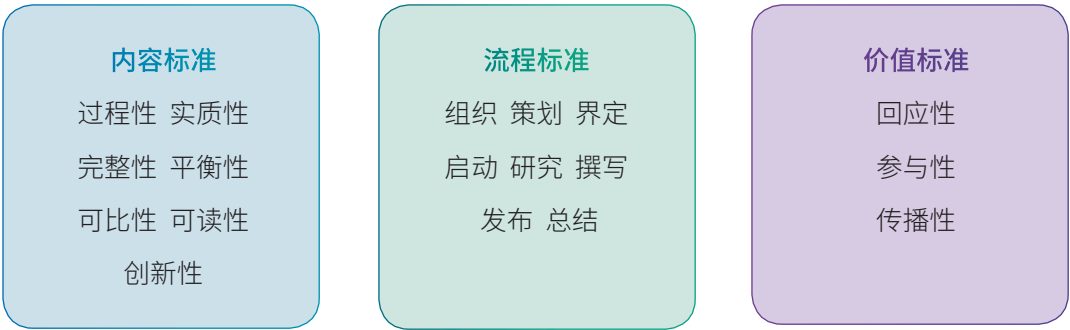 内容标准
过程性 实质性
完整性 平衡性
可比性 可读性
创新性
流程标准
组织 策划 界定
启动 研究 撰写
发布 总结
价值标准
回应性
参与性
传播性